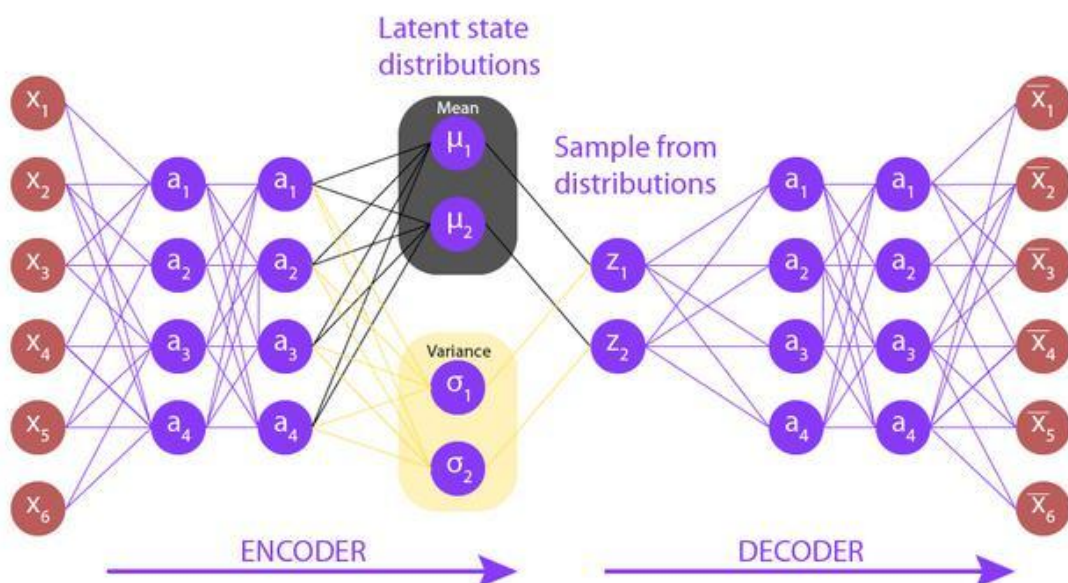 Latent state
distributions
Mean
μ₁
μ₂
Variance
σ₁
σ₂
Sample from
distributions
x₁
x₂
x₃
x₄
x₅
x₆
a₁
a₂
a₃
a₄
a₁
a₂
a₃
a₄
z₁
z₂
a₁
a₂
a₃
a₄
a₁
a₂
a₃
a₄
x̅₁
x̅₂
x̅₃
x̅₄
x̅₅
x̅₆
ENCODER
DECODER